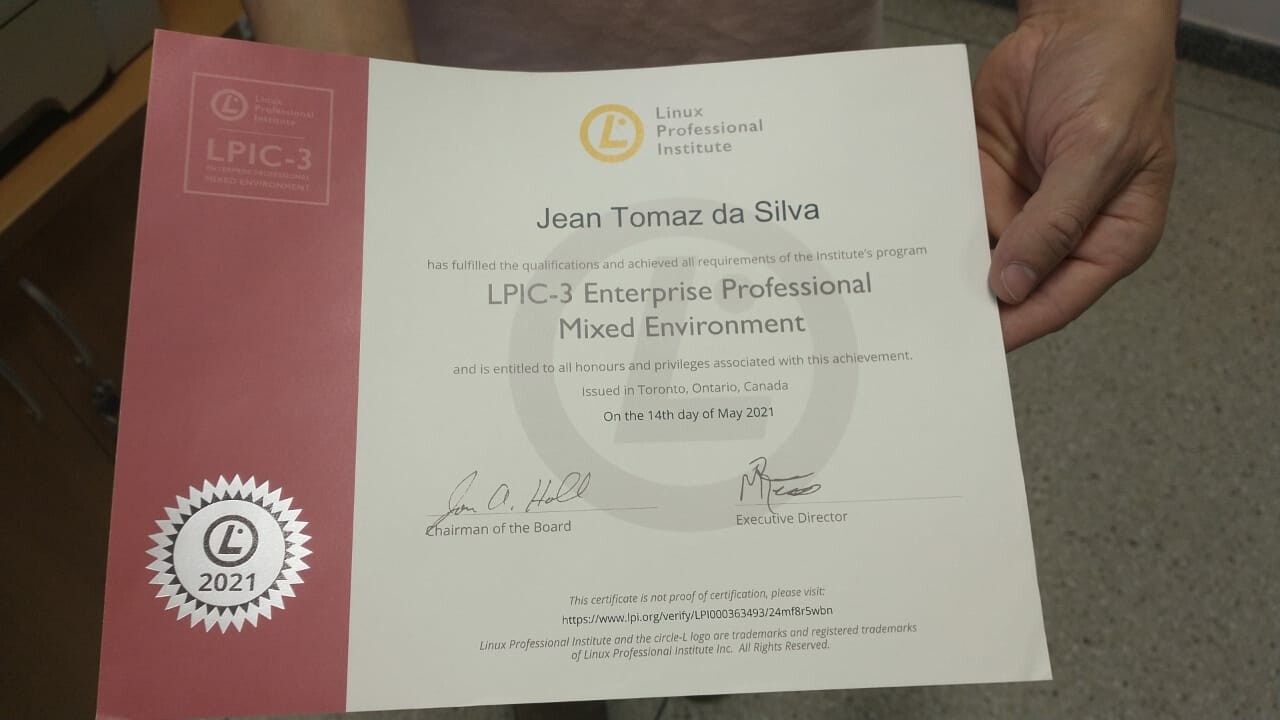 Linux
Professional
Institute
LPIC-3
ENTERPRISE PROFESSIONAL
MIXED ENVIRONMENT
Linux
Professional
Institute
Jean Tomaz da Silva
has fulfilled the qualifications and achieved all requirements of the Institute's program
LPIC-3 Enterprise Professional
Mixed Environment
and is entitled to all honours and privileges associated with this achievement.
Issued in Toronto, Ontario, Canada
On the 14th day of May 2021
Jon A. Hall
Chairman of the Board
Executive Director
2021
This certificate is not proof of certification, please visit:
https://www.lpi.org/verify/LPI000363493/24mf8r5wbn
Linux Professional Institute and the circle-L logo are trademarks and registered trademarks
of Linux Professional Institute Inc. All Rights Reserved.